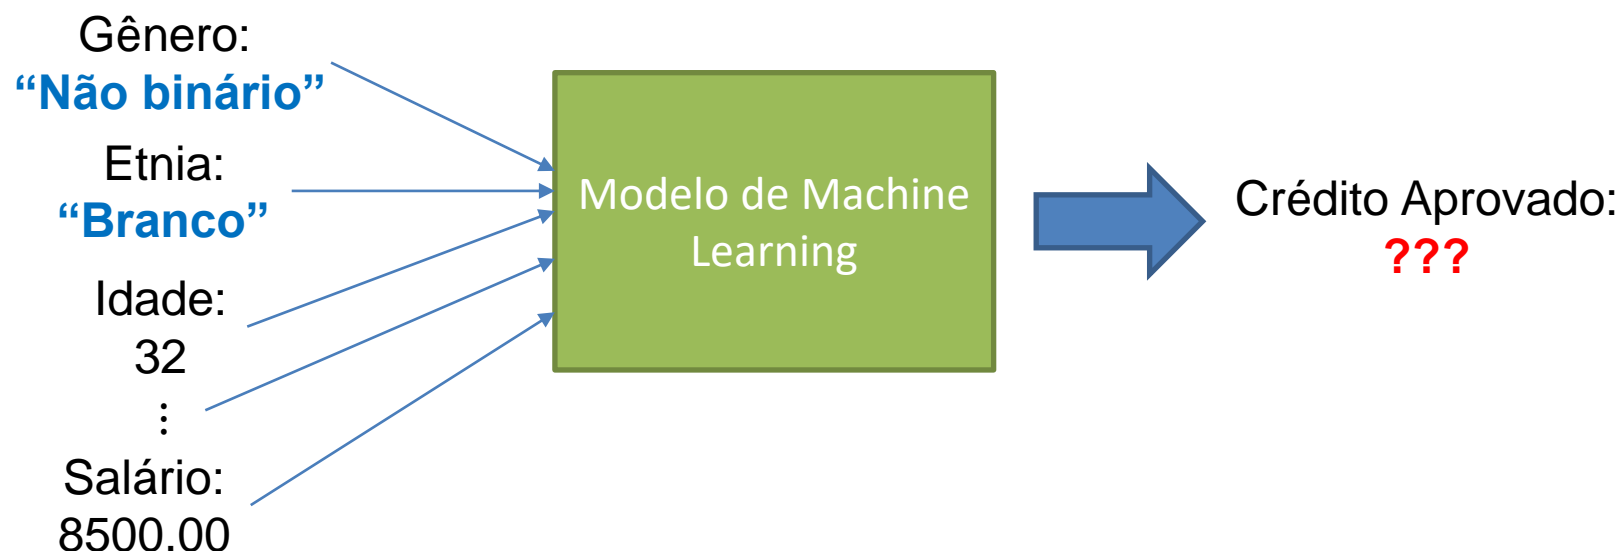 Gênero:
“Não binário”
Etnia:
“Branco”
Idade:
32
⋮
Salário:
8500,00
Modelo de Machine
Learning
Crédito Aprovado:
???